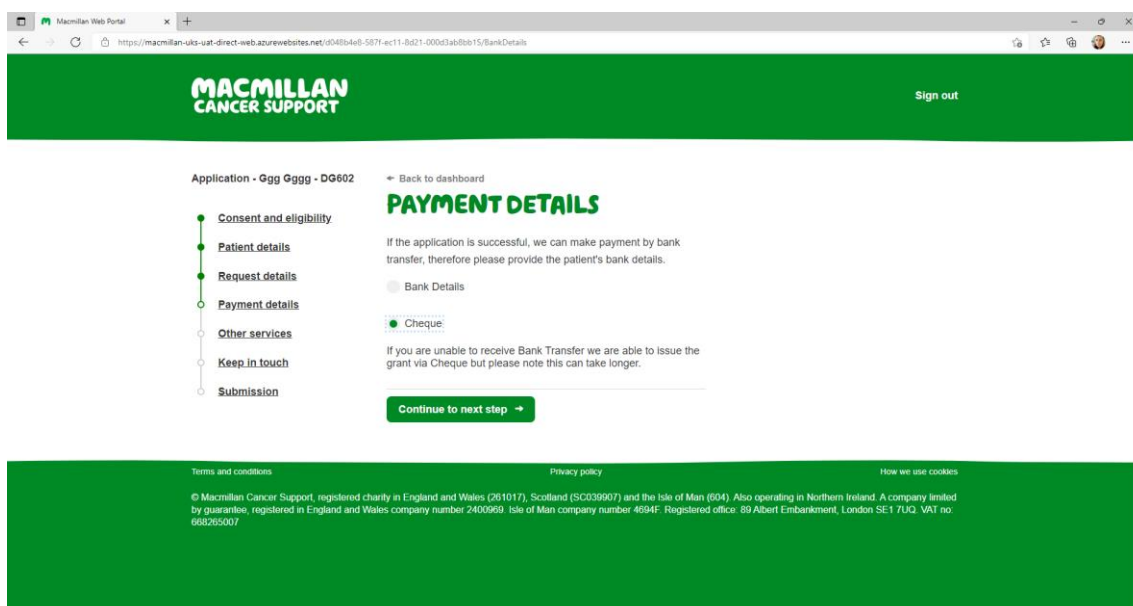 Macmillan Web Portal
https://macmillan-uks-uat-direct-web.azurewebsites.net/d048b4e8-587f-ec11-8d21-000d3ab8bb15/BankDetails
MACMILLAN
CANCER SUPPORT
Sign out
Application - Ggg Gggg - DG602
Consent and eligibility
Patient details
Request details
Payment details
Other services
Keep in touch
Submission
← Back to dashboard
PAYMENT DETAILS
If the application is successful, we can make payment by bank
transfer, therefore please provide the patient's bank details.
Bank Details
Cheque
If you are unable to receive Bank Transfer we are able to issue the
grant via Cheque but please note this can take longer.
Continue to next step →
Terms and conditions
Privacy policy
How we use cookies
© Macmillan Cancer Support, registered charity in England and Wales (261017), Scotland (SC039907) and the Isle of Man (604). Also operating in Northern Ireland. A company limited
by guarantee, registered in England and Wales company number 2400969. Isle of Man company number 4694F. Registered office: 89 Albert Embankment, London SE1 7UQ. VAT no:
668265007